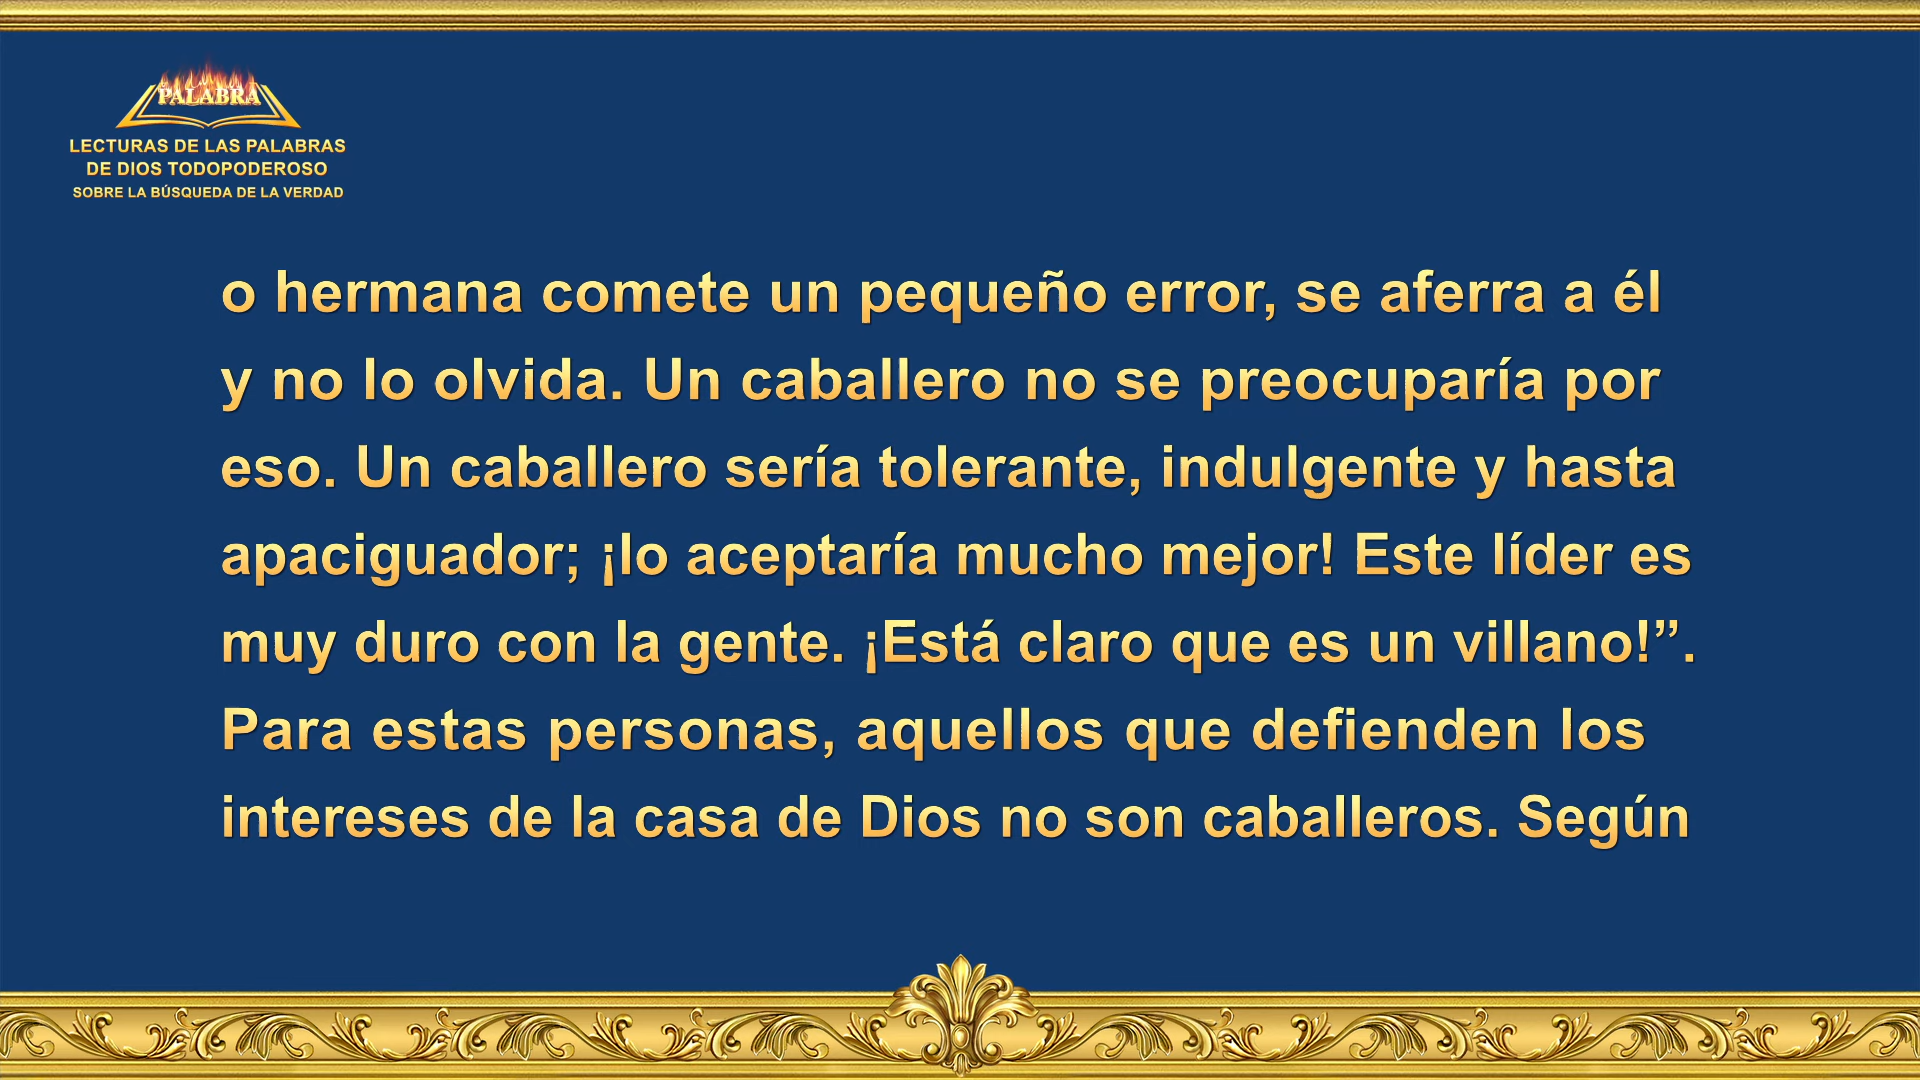 PALABRA
LECTURAS DE LAS PALABRAS
DE DIOS TODOPODEROSO
SOBRE LA BÚSQUEDA DE LA VERDAD
o hermana comete un pequeño error, se aferra a él
y no lo olvida. Un caballero no se preocuparía por
eso. Un caballero sería tolerante, indulgente y hasta
apaciguador; ¡lo aceptaría mucho mejor! Este líder es
muy duro con la gente. ¡Está claro que es un villano!”.
Para estas personas, aquellos que defienden los
intereses de la casa de Dios no son caballeros. Según